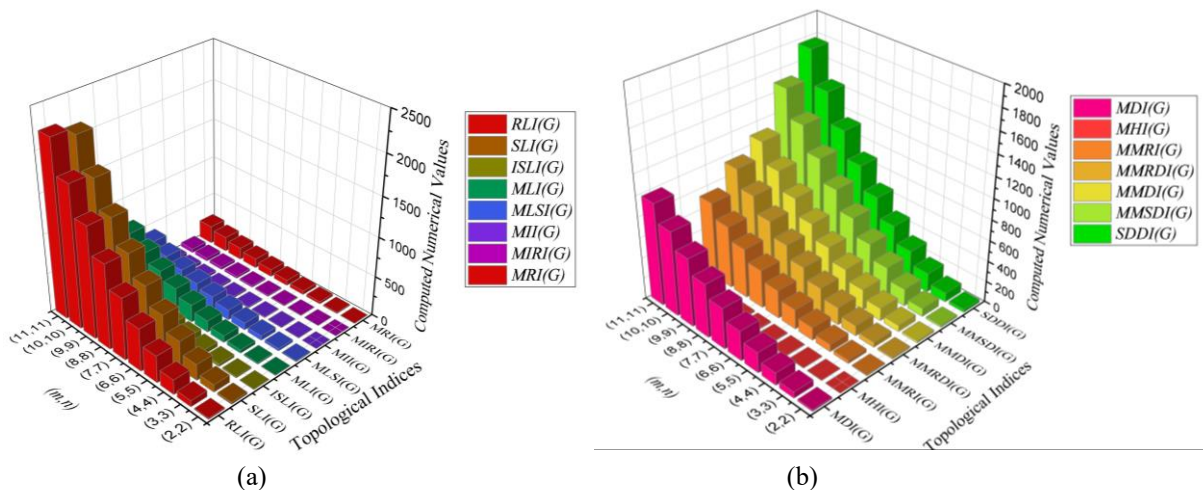 2500
2000
1500
1000
500
0
Computed Numerical Values
(11,11)
(10,10)
(9,9)
(8,8)
(7,7)
(6,6)
(5,5)
(4,4)
(3,3)
(2,2)
(m,n)
RLI(G)
SLI(G)
ISLI(G)
MLI(G)
MLSI(G)
MII(G)
MIRI(G)
MRI(G)
Topological Indices
RLI(G)
SLI(G)
ISLI(G)
MLI(G)
MLSI(G)
MII(G)
MIRI(G)
MRI(G)
(a)
2000
1800
1600
1400
1200
1000
800
600
400
200
0
Computed Numerical Values
(11,11)
(10,10)
(9,9)
(8,8)
(7,7)
(6,6)
(5,5)
(4,4)
(3,3)
(2,2)
(m,n)
MDI(G)
MHI(G)
MMRI(G)
MMRDI(G)
MMDI(G)
MMSDI(G)
SDDI(G)
Topological Indices
MDI(G)
MHI(G)
MMRI(G)
MMRDI(G)
MMDI(G)
MMSDI(G)
SDDI(G)
(b)